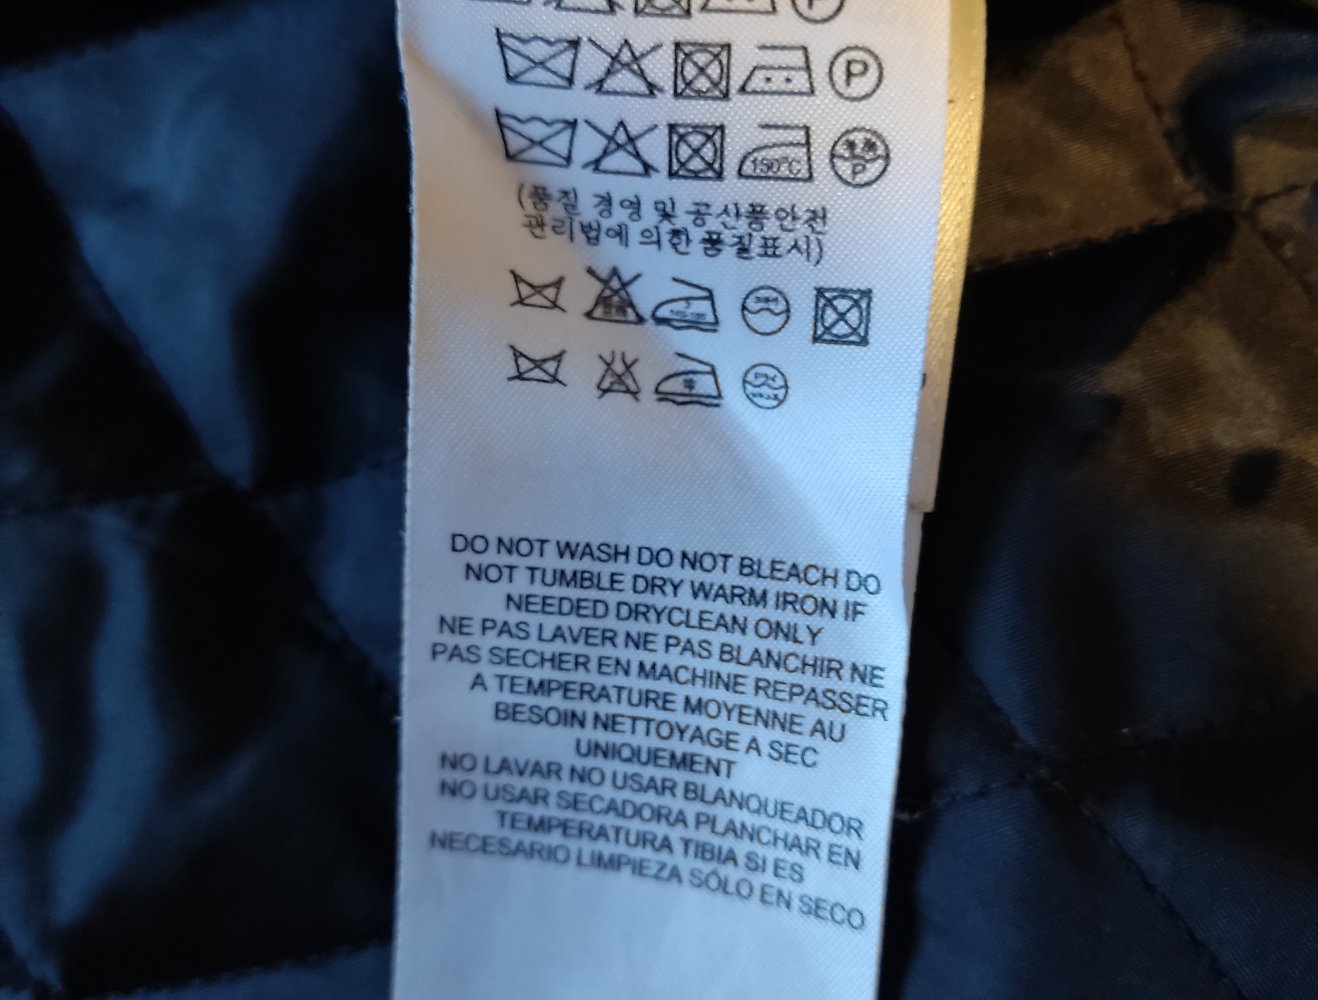 P
P
150°C
P
(품질 경영 및 공산품안전
관리법에 의한 품질표시)
DO NOT WASH DO NOT BLEACH DO
NOT TUMBLE DRY WARM IRON IF
NEEDED DRYCLEAN ONLY
NE PAS LAVER NE PAS BLANCHIR NE
PAS SECHER EN MACHINE REPASSER
A TEMPERATURE MOYENNE AU
BESOIN NETTOYAGE A SEC
UNIQUEMENT
NO LAVAR NO USAR BLANQUEADOR
NO USAR SECADORA PLANCHAR EN
TEMPERATURA TIBIA SI ES
NECESARIO LIMPIEZA SÓLO EN SECO